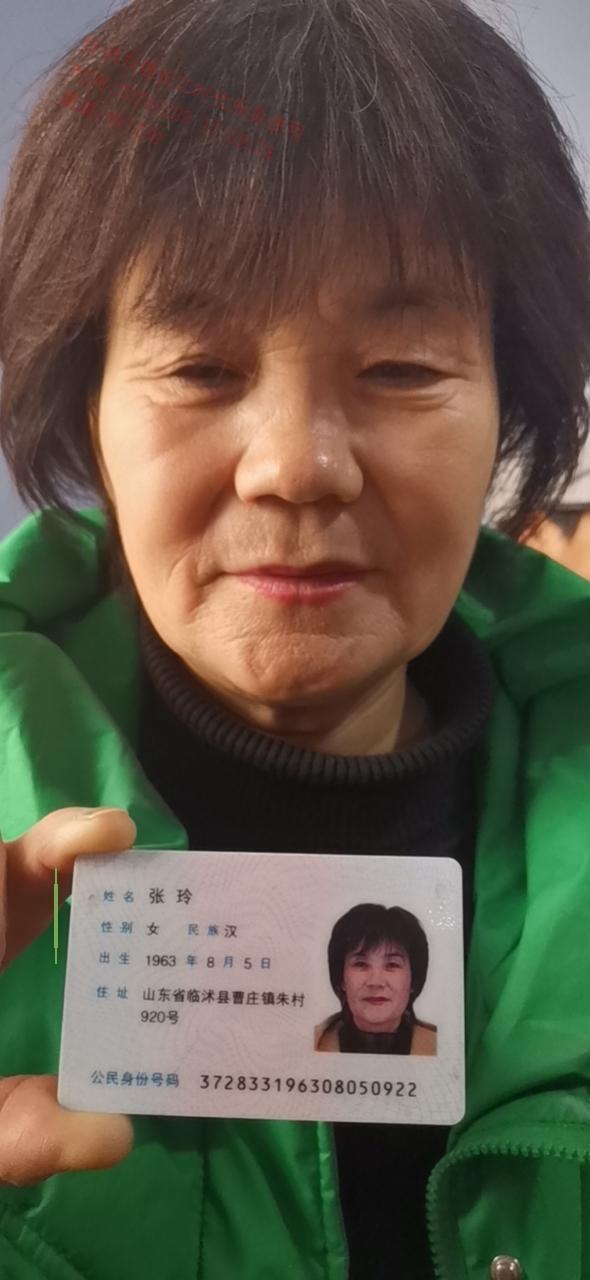 姓名 张玲
性别 女 民族 汉
出生 1963 年 8 月 5 日
住址 山东省临沭县曹庄镇朱村
920号
公民身份号码 372833196308050922